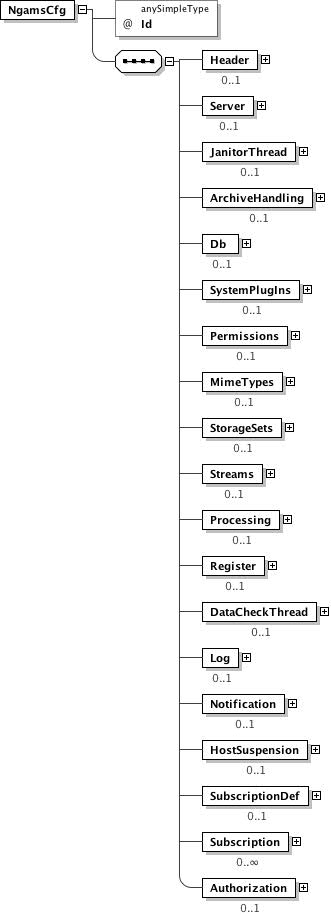 NgamsCfg
anySimpleType
@ Id
Header
0..1
Server
0..1
JanitorThread
0..1
ArchiveHandling
0..1
Db
0..1
SystemPlugIns
0..1
Permissions
0..1
MimeTypes
0..1
StorageSets
0..1
Streams
0..1
Processing
0..1
Register
0..1
DataCheckThread
0..1
Log
0..1
Notification
0..1
HostSuspension
0..1
SubscriptionDef
0..1
Subscription
0..∞
Authorization
0..1